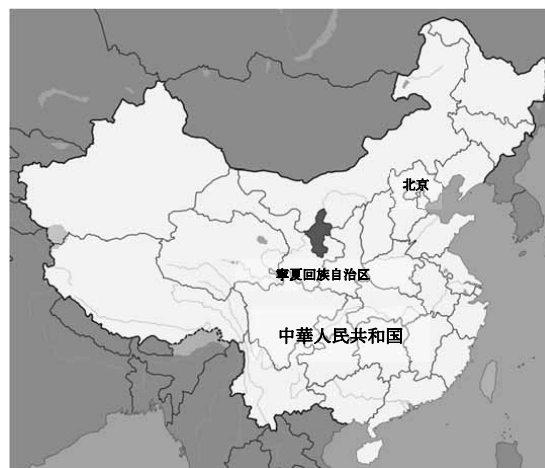 北京
寧夏回族自治区
中華人民共和国